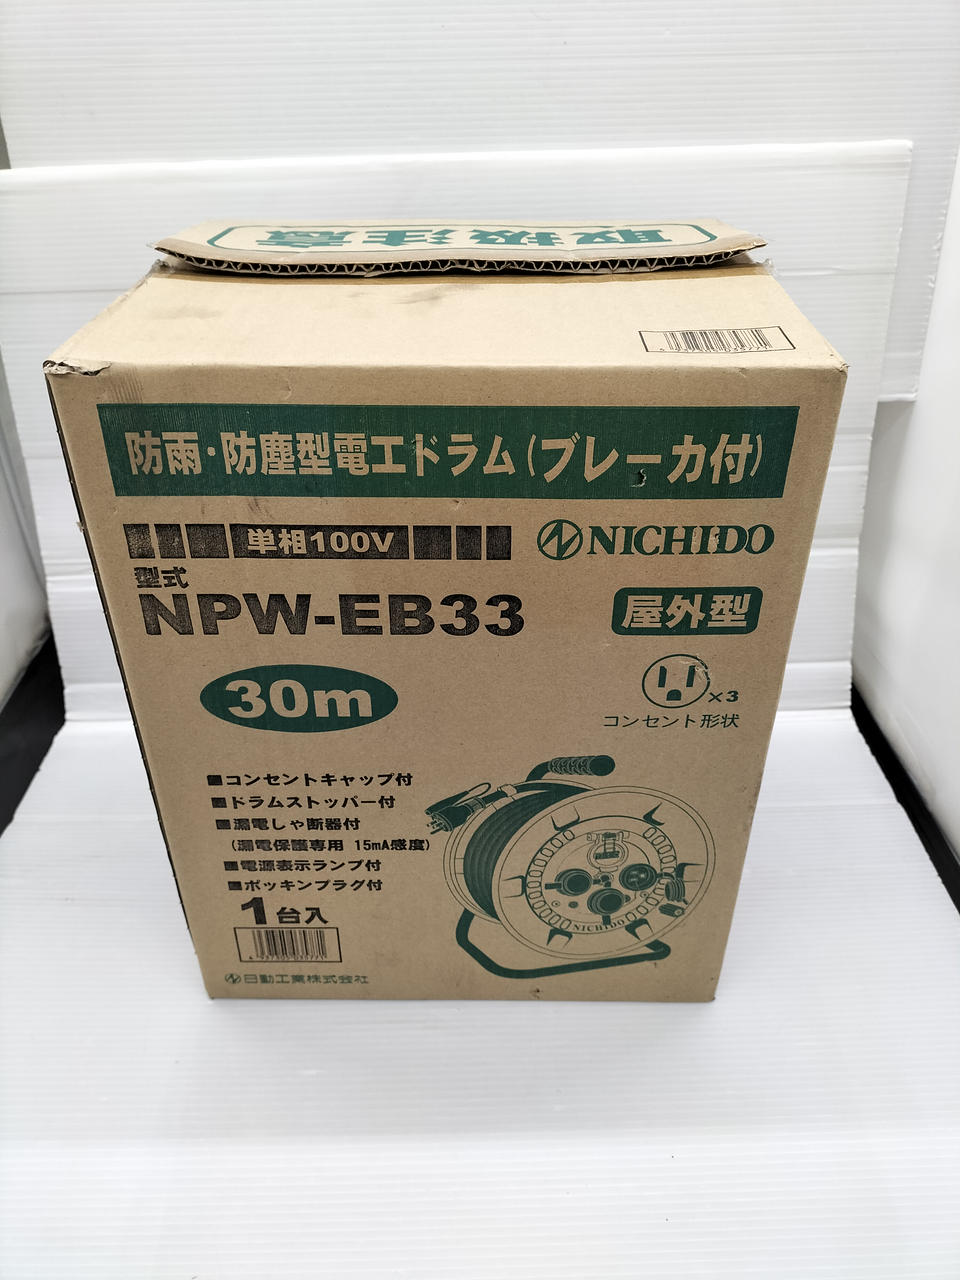 取扱注意
防雨・防塵型電工ドラム(ブレーカ付)
単相100V
NICHIDO
型式
NPW-EB33
屋外型
30m
×3
コンセント形状
■コンセントキャップ付
■ドラムストッパー付
■漏電しゃ断器付
(漏電保護専用 15mA感度)
■電源表示ランプ付
■ポッキンプラグ付
NICHIDO
1台入
日動工業株式会社